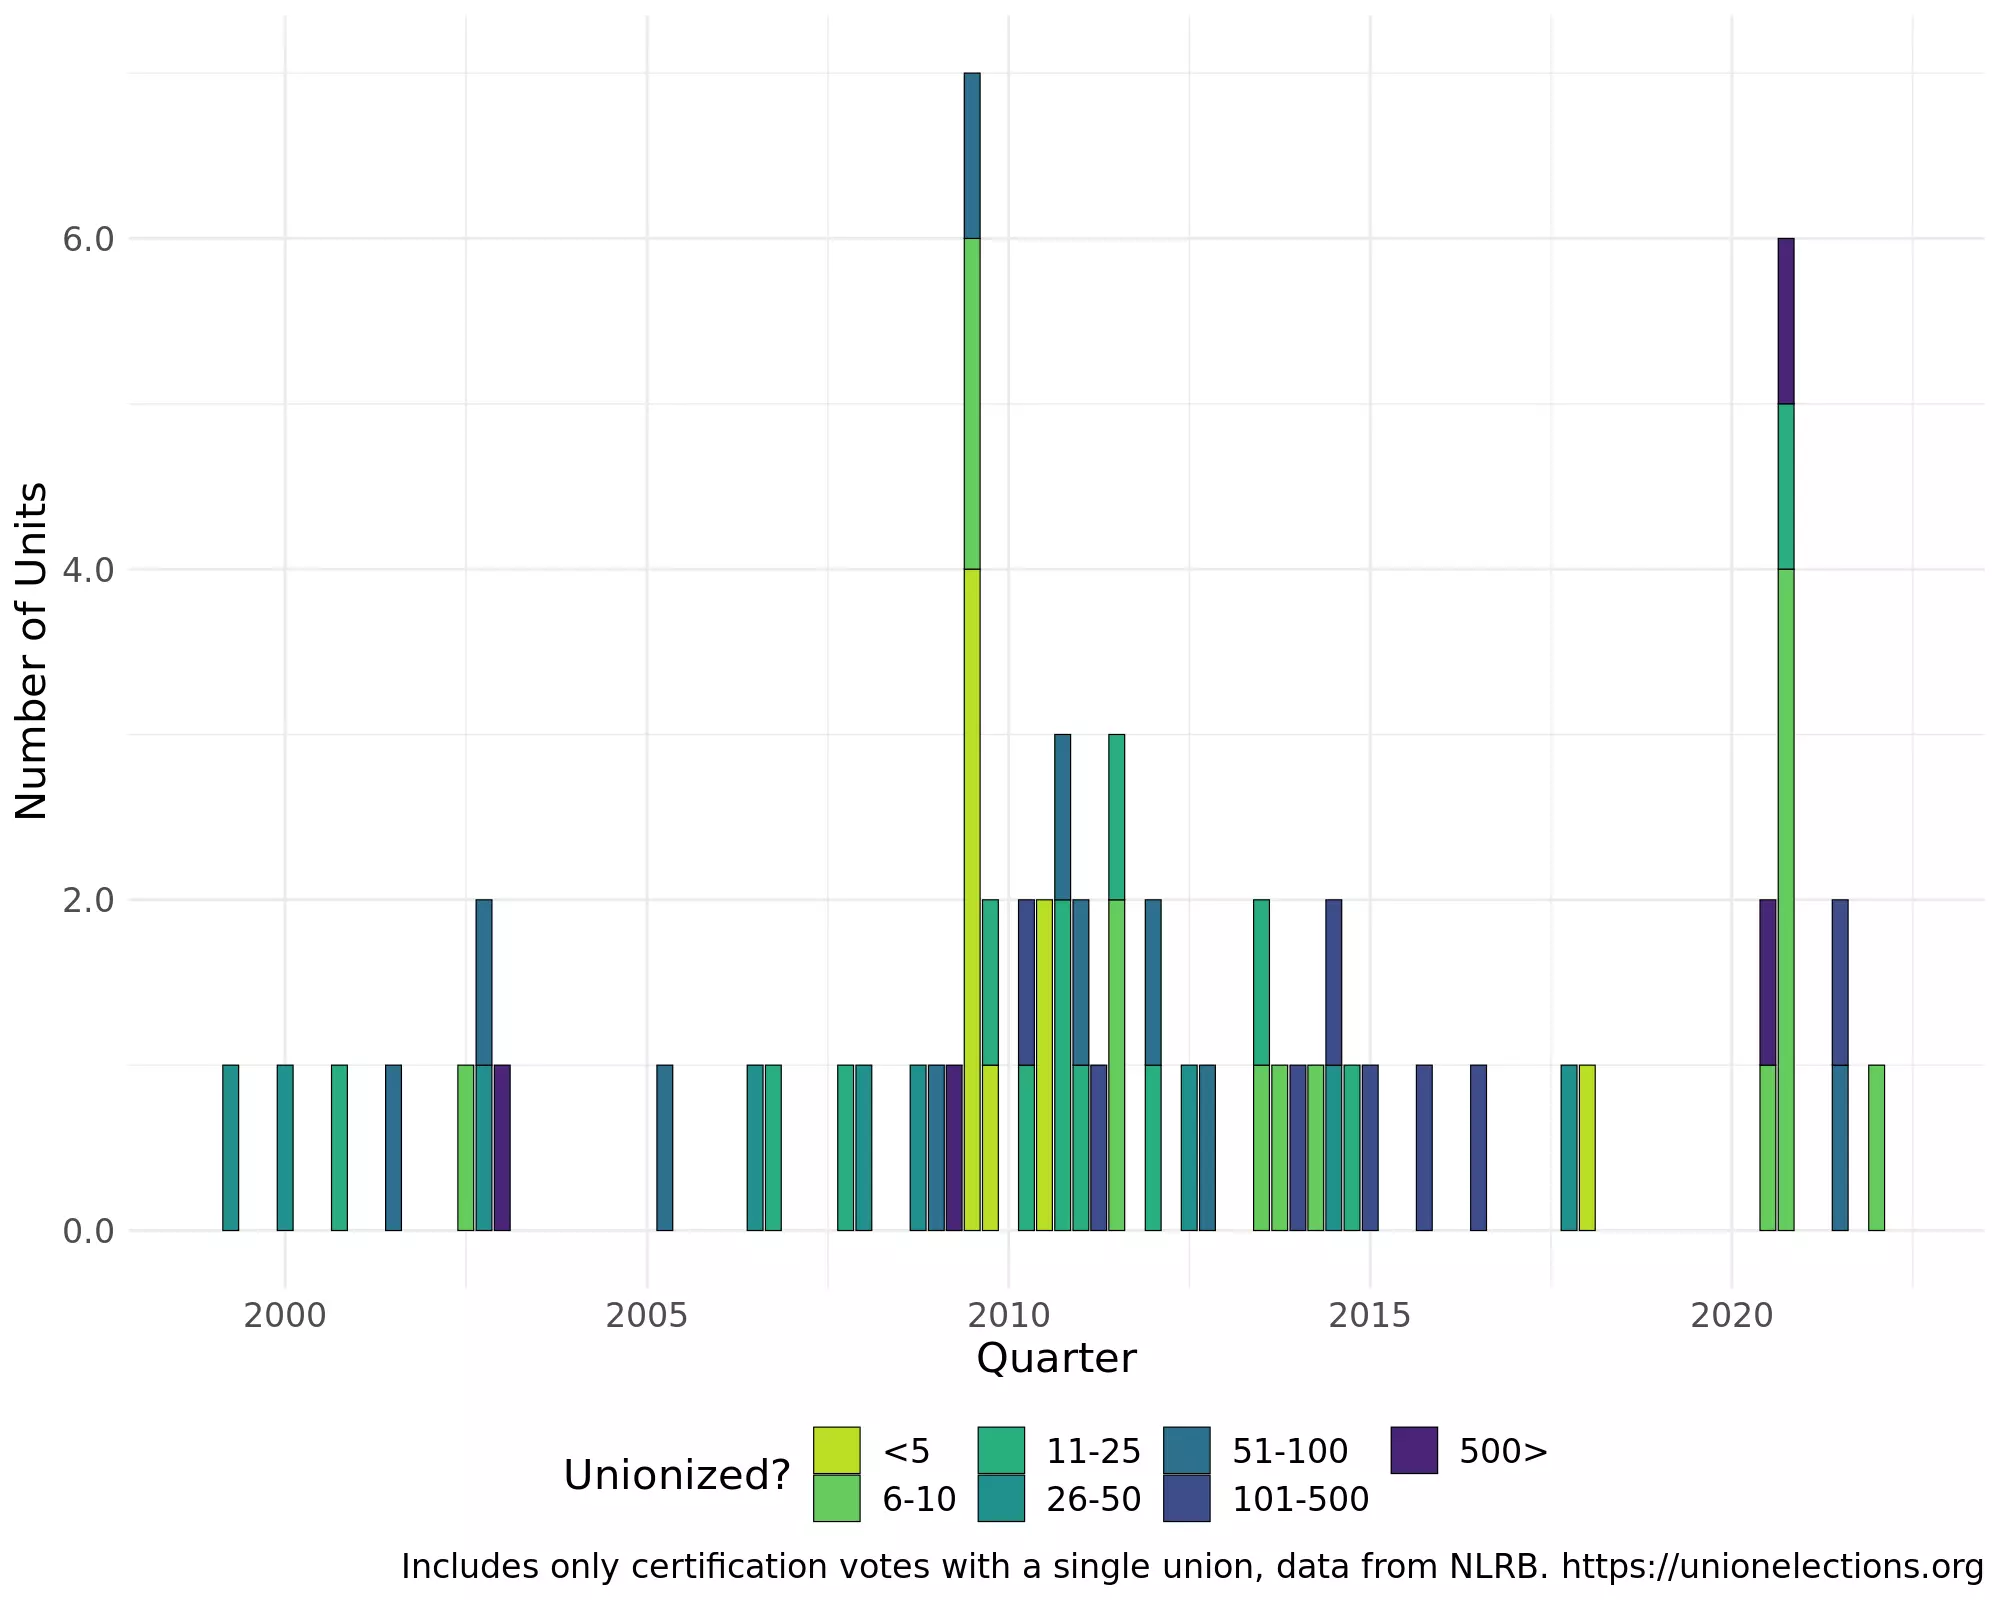 Number of Units
6.0
4.0
2.0
0.0
2000 2005 2010 2015 2020
Quarter
Unionized?
<5 11-25 51-100 500>
6-10 26-50 101-500
Includes only certification votes with a single union, data from NLRB. https://unionelections.org